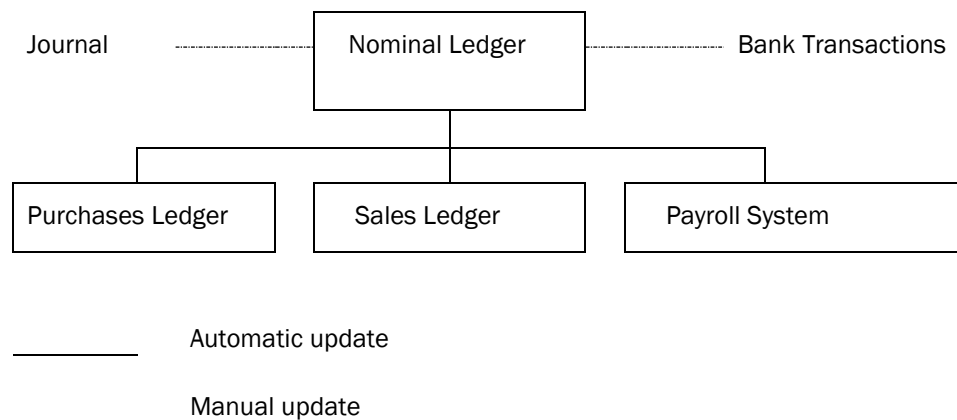 Journal Nominal Ledger Bank Transactions
Purchases Ledger Sales Ledger Payroll System
Automatic update
Manual update